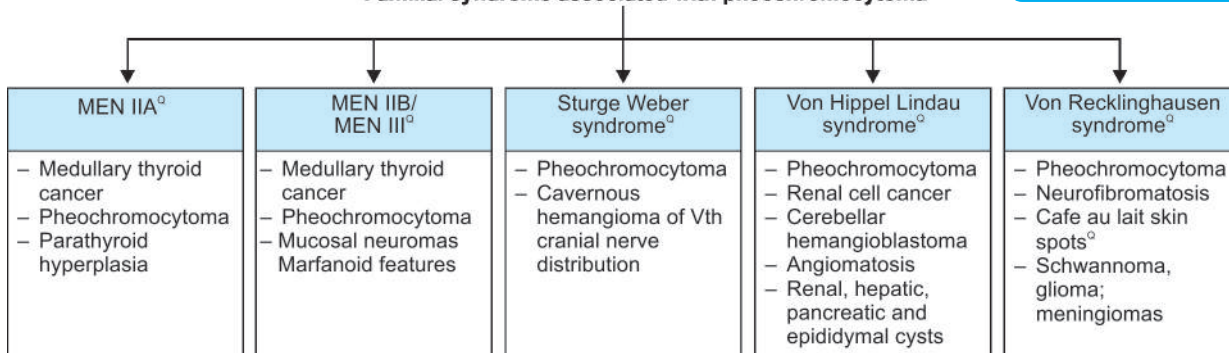 Familial syndrome associated with pheochromocytoma
MEN IIA^Q
– Medullary thyroid
cancer
– Pheochromocytoma
– Parathyroid
hyperplasia
MEN IIB/
MEN III^Q
– Medullary thyroid
cancer
– Pheochromocytoma
– Mucosal neuromas
Marfanoid features
Sturge Weber
syndrome^Q
– Pheochromocytoma
– Cavernous
hemangioma of Vth
cranial nerve
distribution
Von Hippel Lindau
syndrome^Q
– Pheochromocytoma
– Renal cell cancer
– Cerebellar
hemangioblastoma
– Angiomatosis
– Renal, hepatic,
pancreatic and
epididymal cysts
Von Recklinghausen
syndrome^Q
– Pheochromocytoma
– Neurofibromatosis
– Cafe au lait skin
spots^Q
– Schwannoma,
glioma;
meningiomas